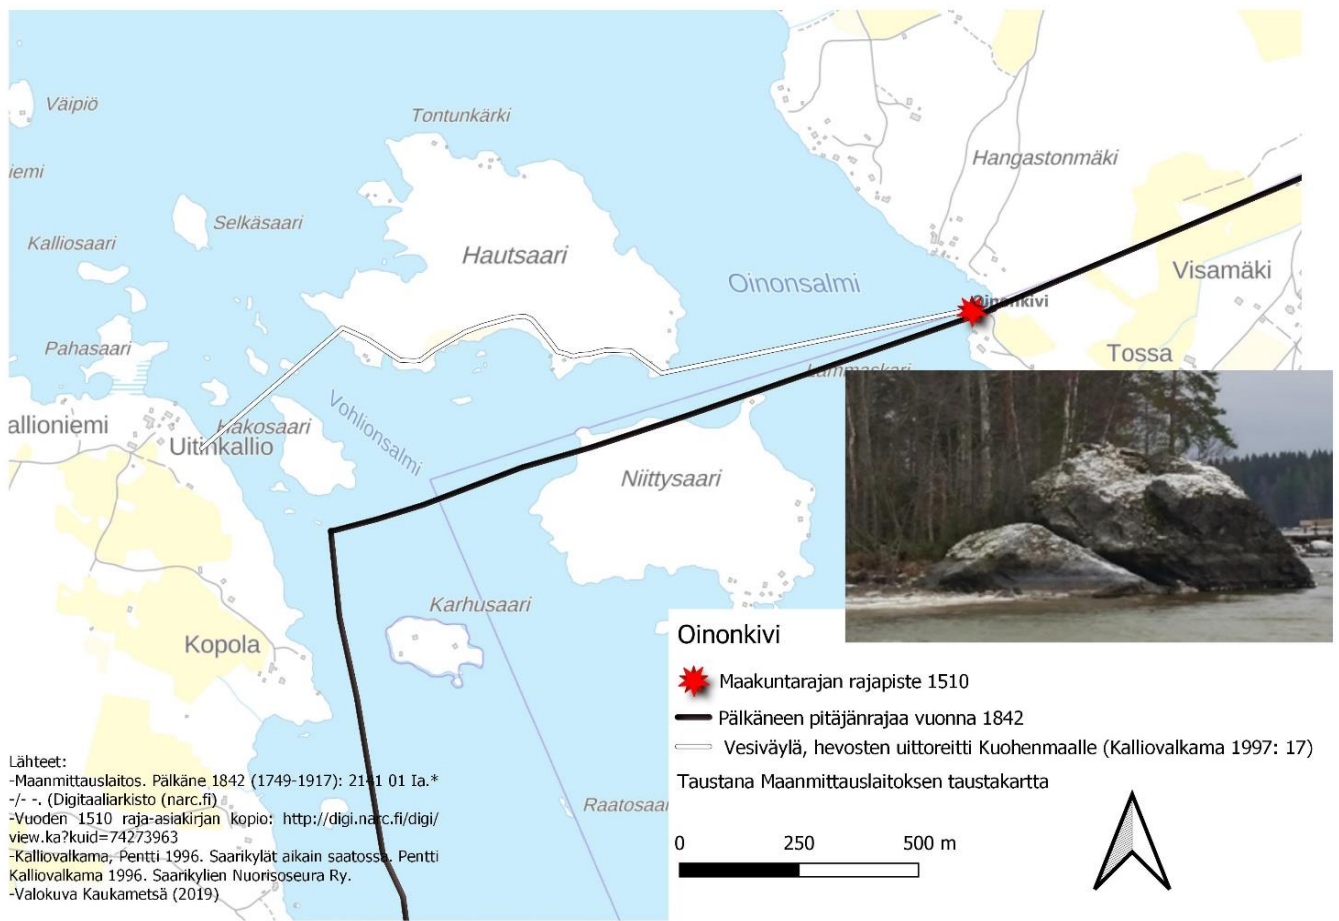 Väipiö
Tontunkärki
Hangastonmäki
iemi
Selkäsaari
Kalliosaari
Hautsaari
Oinonsalmi
Visamäki
Oinonkivi
Pahasaari
Tossa
Lammaskari
Vohlionsalmi
allioniemi
Hakosaari
Uitinkallio
Niittysaari
Karhusaari
Kopola
Raatosaar
Oinonkivi
Maakuntarajan rajapiste 1510
Pälkäneen pitäjänrajaa vuonna 1842
Vesiväylä, hevosten uittoreitti Kuohenmaalle (Kalliovalkama 1997: 17)
Taustana Maanmittauslaitoksen taustakartta
0 250 500 m
Lähteet:
-Maanmittauslaitos. Pälkäne 1842 (1749-1917): 2141 01 Ia.*
-/- -. (Digitaaliarkisto (narc.fi)
-Vuoden 1510 raja-asiakirjan kopio: http://digi.narc.fi/digi/
view.ka?kuid=74273963
-Kalliovalkama, Pentti 1996. Saarikylät aikain saatossa. Pentti
Kalliovalkama 1996. Saarikylien Nuorisoseura Ry.
-Valokuva Kaukametsä (2019)